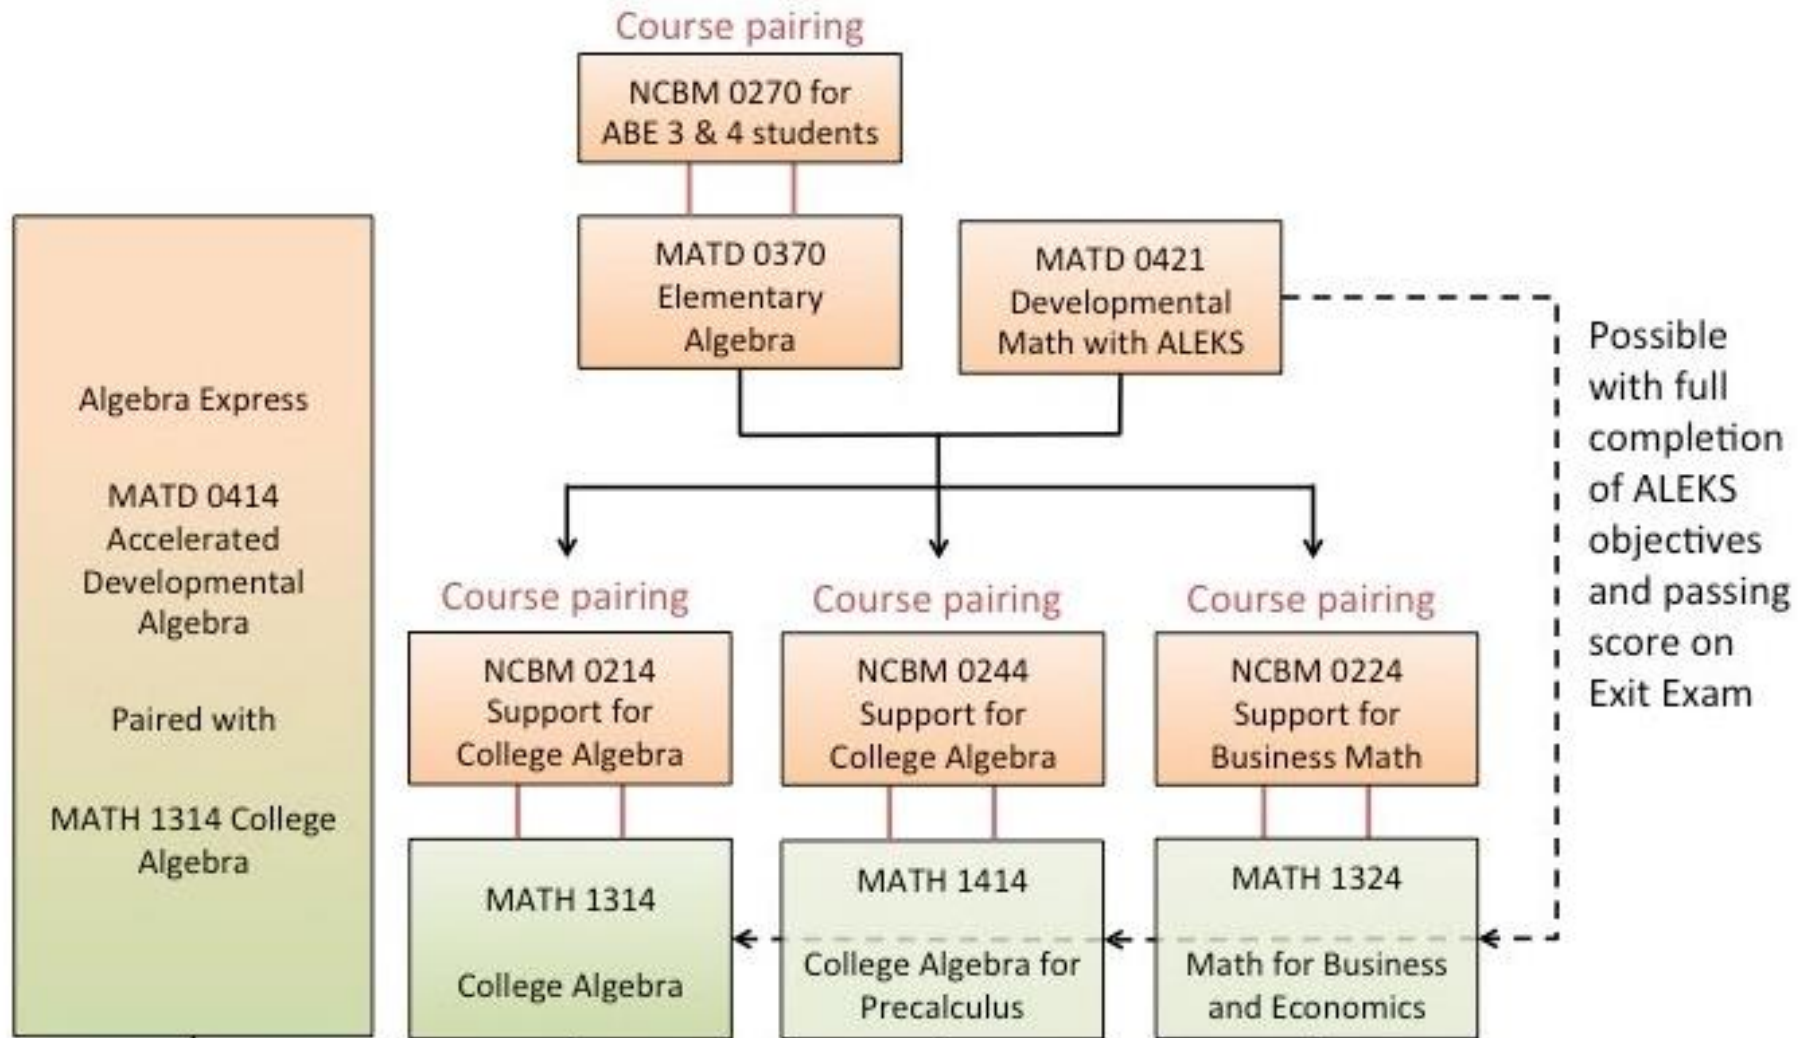 Course pairing
NCBM 0270 for
ABE 3 & 4 students
MATD 0370
Elementary
Algebra
MATD 0421
Developmental
Math with ALEKS
Possible
with full
completion
of ALEKS
objectives
and passing
score on
Exit Exam
Algebra Express
MATD 0414
Accelerated
Developmental
Algebra
Paired with
MATH 1314 College
Algebra
Course pairing
NCBM 0214
Support for
College Algebra
MATH 1314
College Algebra
Course pairing
NCBM 0244
Support for
College Algebra
MATH 1414
College Algebra for
Precalculus
Course pairing
NCBM 0224
Support for
Business Math
MATH 1324
Math for Business
and Economics